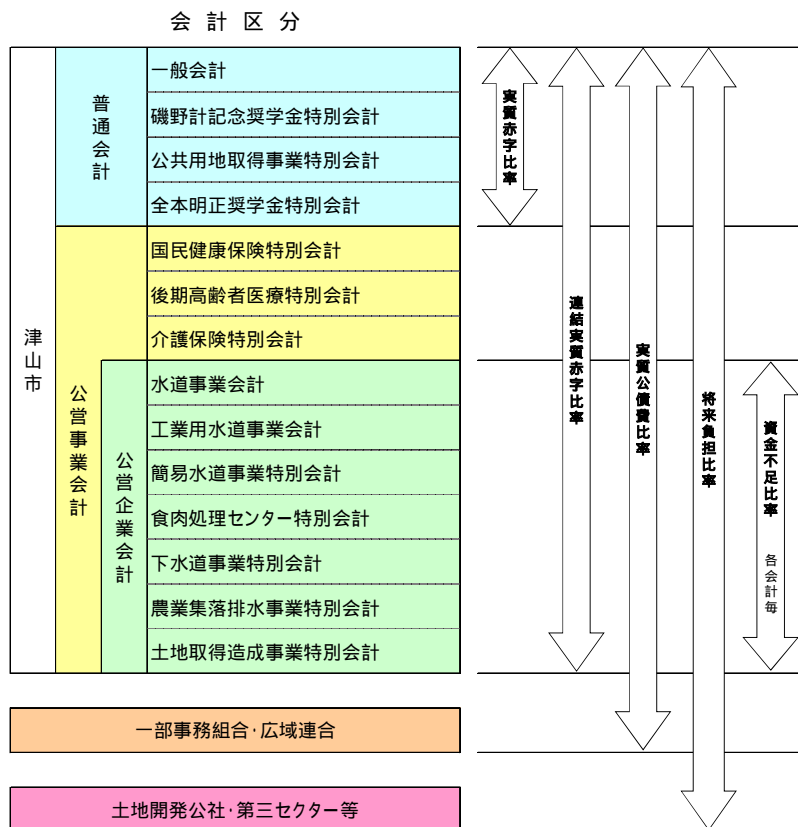 会計区分
津山市
普通会計
一般会計
磯野計記念奨学金特別会計
公共用地取得事業特別会計
全本明正奨学金特別会計
公営事業会計
国民健康保険特別会計
後期高齢者医療特別会計
介護保険特別会計
公営企業会計
水道事業会計
工業用水道事業会計
簡易水道事業特別会計
食肉処理センター特別会計
下水道事業特別会計
農業集落排水事業特別会計
土地取得造成事業特別会計
一部事務組合･広域連合
土地開発公社･第三セクター等
実質赤字比率
連結実質赤字比率
実質公債費比率
将来負担比率
資金不足比率
各会計毎